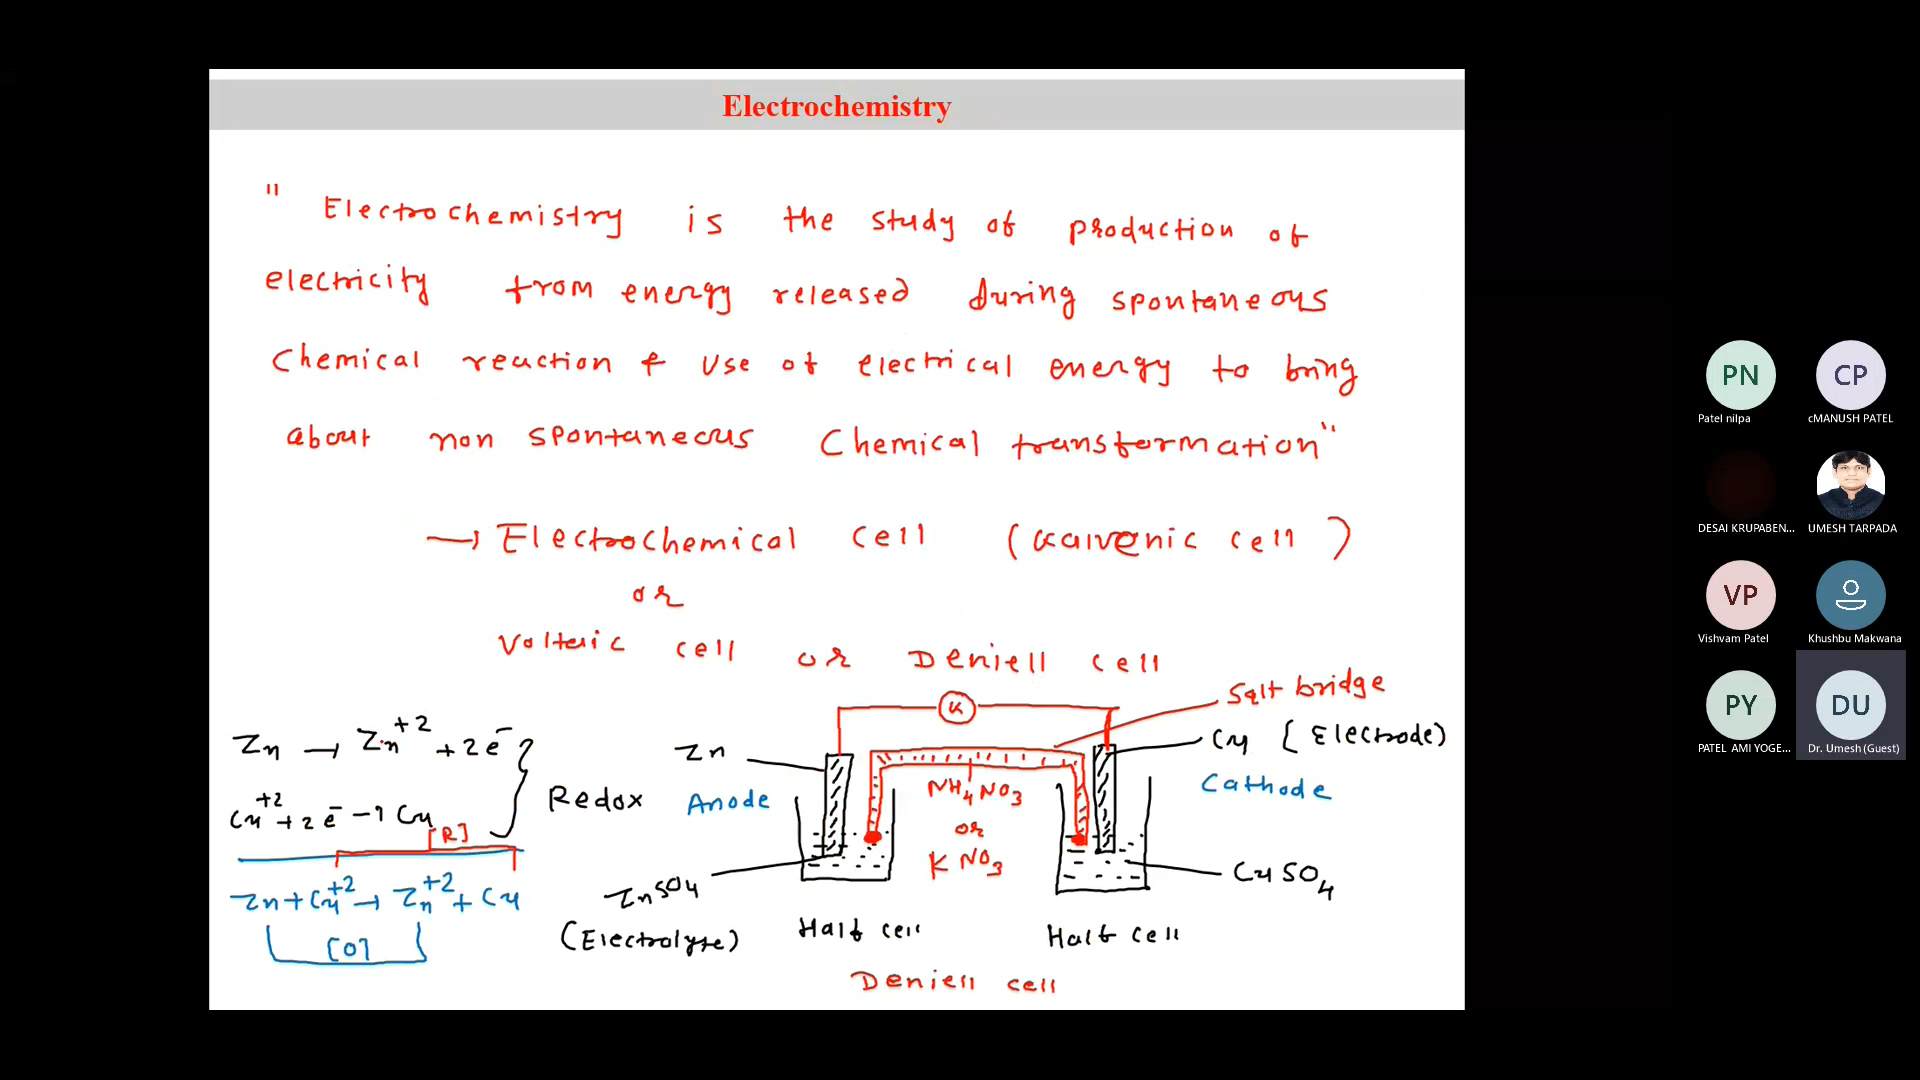 Electrochemistry
" Electrochemistry is the study of production of
electricity from energy released during spontaneous
Chemical reaction & use of electrical energy to bring
about non spontaneous Chemical transformation"
→ Electrochemical cell (Galvenic cell)
or
Volteric cell or Deniell cell
Salt bridge
Zn → Zn+2 + 2e-
Cu+2 + 2e- → Cu
Redox
Zn
Anode
Cu [Electrode)
Cathode
NH4NO3
or
KNO3
[R]
Zn + Cu+2 → Zn+2 + Cu
[O]
ZnSO4
(Electrolyte)
CuSO4
Half cell
Half cell
Deniell cell
PN
Patel nilpa
CP
cMANUSH PATEL
DESAI KRUPABEN...
UMESH TARPADA
VP
Vishvam Patel
Khushbu Makwana
PY
PATEL AMI YOGE...
DU
Dr. Umesh (Guest)